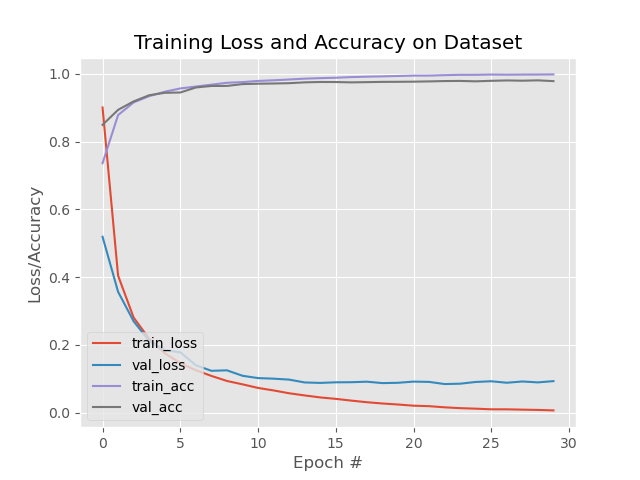 Training Loss and Accuracy on Dataset
Loss/Accuracy
1.0
0.8
0.6
0.4
0.2
0.0
train_loss
val_loss
train_acc
val_acc
0 5 10 15 20 25 30
Epoch #